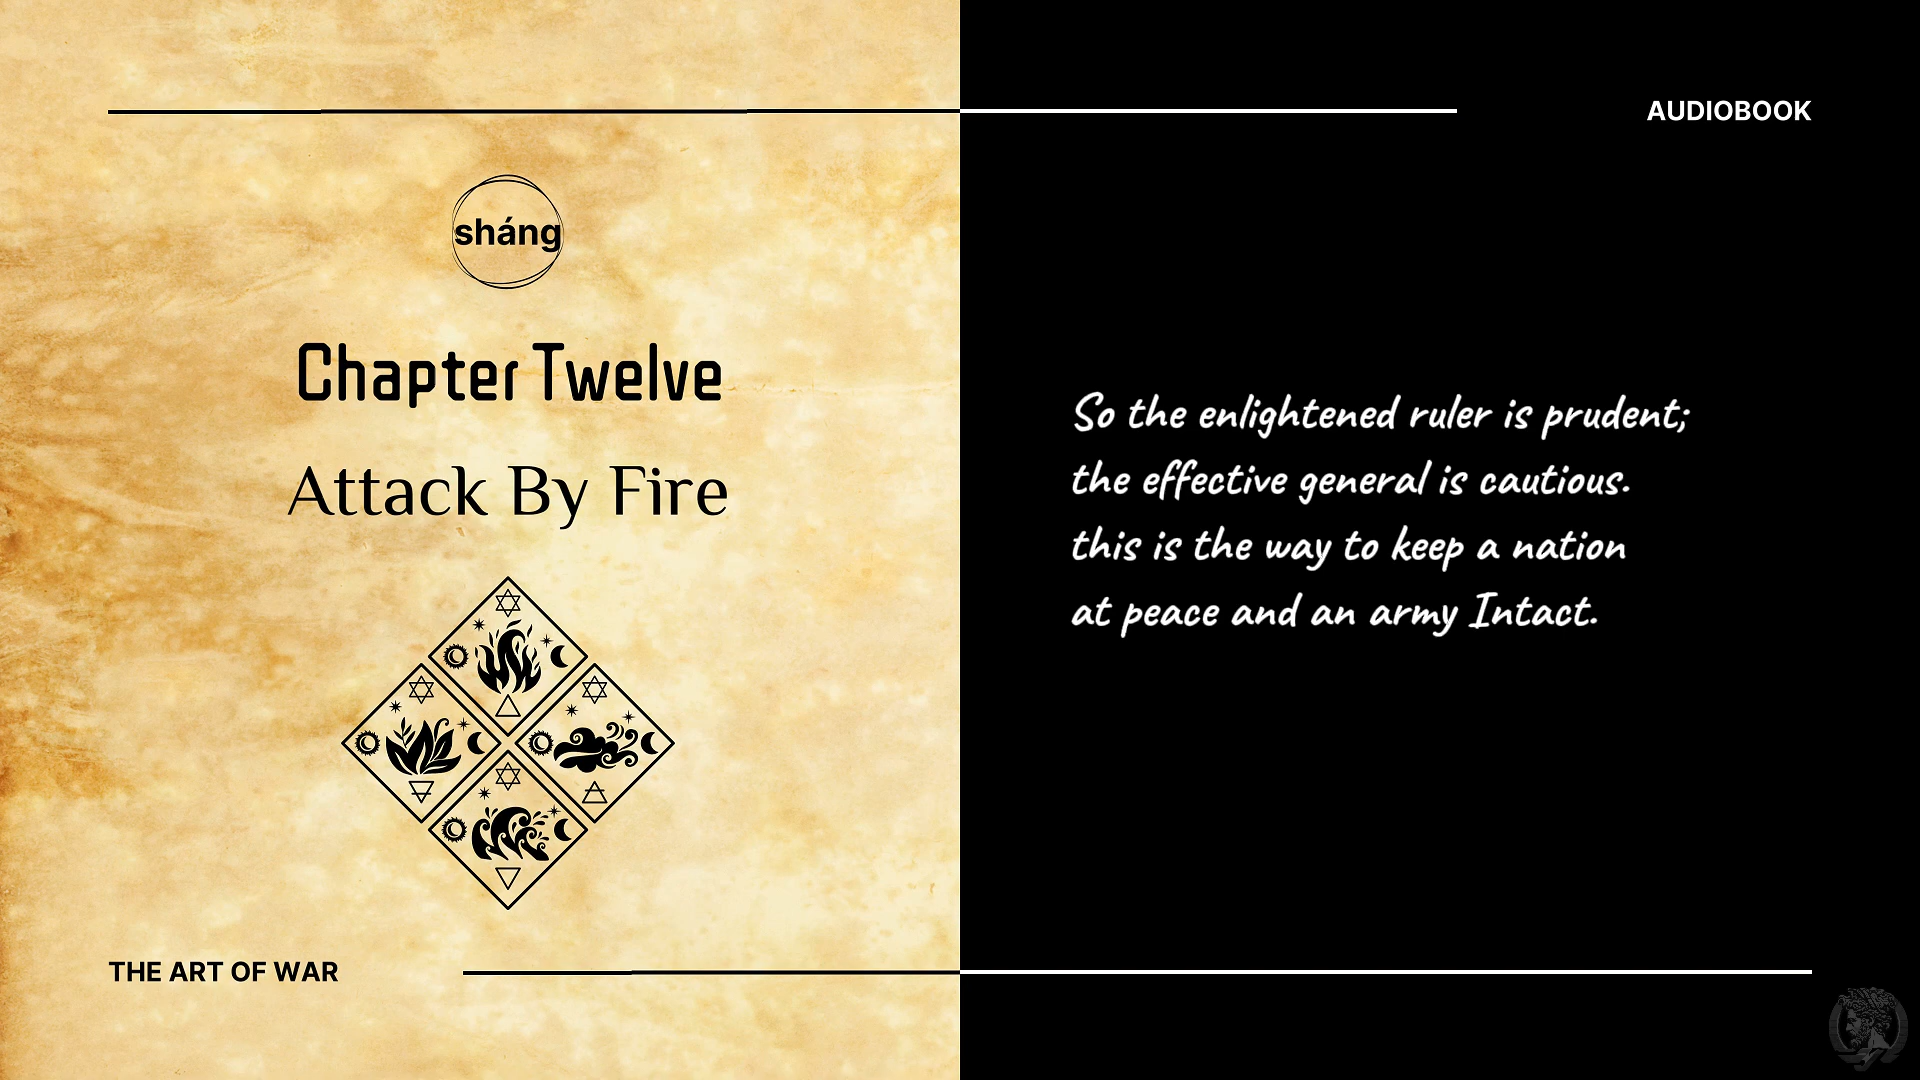 AUDIOBOOK
sháng
Chapter Twelve
Attack By Fire
THE ART OF WAR
So the enlightened ruler is prudent;
the effective general is cautious.
this is the way to keep a nation
at peace and an army Intact.